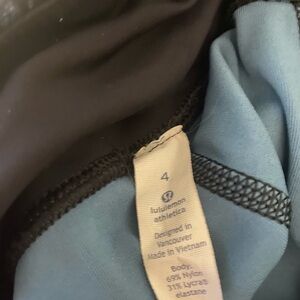 4
lululemon
athletica
Designed in
Vancouver
Made in Vietnam
Body:
69% Nylon
31% Lycra®
elastane